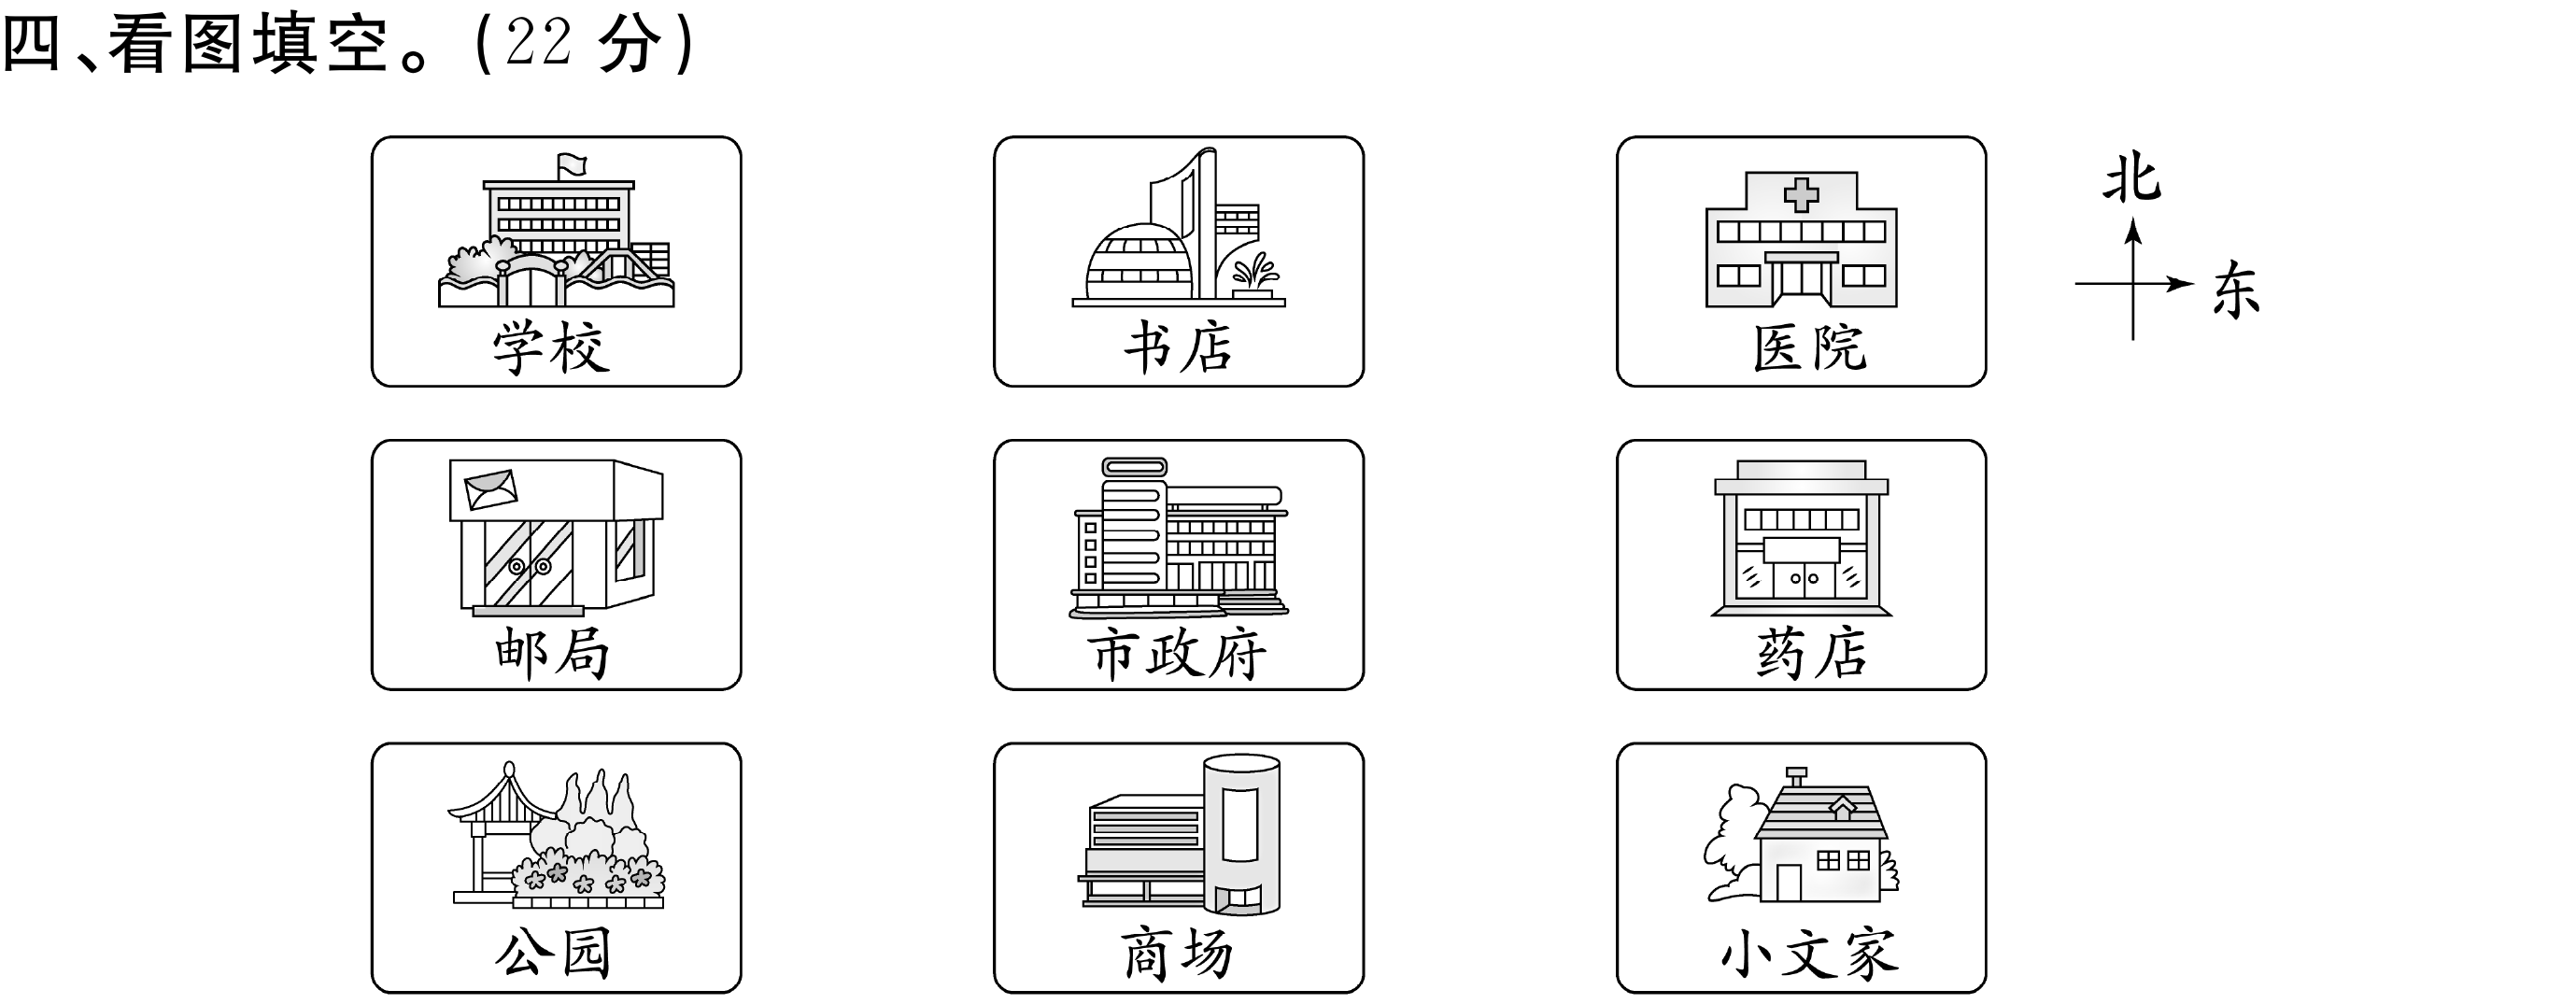 四、看图填空。(22 分)
学校 书店 医院 北 东
邮局 市政府 药店
公园 商场 小文家